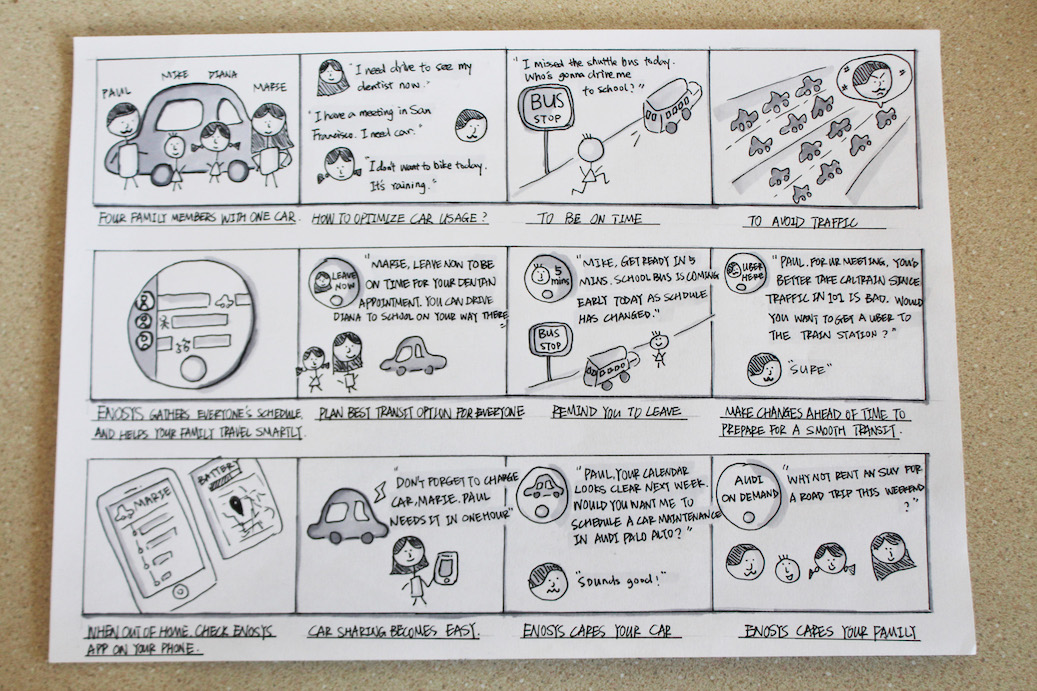 PAUL
MIKE
DIANA
MARIE
FOUR FAMILY MEMBERS WITH ONE CAR.
"I need drive to see my
dentist now."
"I have a meeting in San
Francisco. I need car."
"I don't want to bike today.
It's raining."
HOW TO OPTIMIZE CAR USAGE?
"I missed the shuttle bus today.
Who's gonna drive me
to school?"
BUS
STOP
TO BE ON TIME
TO AVOID TRAFFIC
ENOSYS GATHERS EVERYONE'S SCHEDULE
AND HELPS YOUR FAMILY TRAVEL SMARTLY.
LEAVE
NOW
"MARIE, LEAVE NOW TO BE
ON TIME FOR YOUR DENTAN
APPOINTMENT. YOU CAN DRIVE
DIANA TO SCHOOL ON YOUR WAY THERE"
PLAN BEST TRANSIT OPTION FOR EVERYONE
5
mins
"MIKE, GET READY IN 5
MINS. SCHOOL BUS IS COMING
EARLY TODAY AS SCHDULE
HAS CHANGED."
BUS
STOP
REMIND YOU TO LEAVE
UBER
HERE
"PAUL. FOR UR MEETING, YOU'D
BETTER TAKE CALTRAIN SINCE
TRAFFIC IN 101 IS BAD. WOULD
YOU WANT TO GET A UBER TO
THE TRAIN STATION?"
"SURE"
MAKE CHANGES AHEAD OF TIME TO
PREPARE FOR A SMOOTH TRANSIT.
MARIE
BATTERY
WHEN OUT OF HOME. CHECK ENOSYS
APP ON YOUR PHONE.
"DON'T FORGET TO CHARGE
CAR, MARIE. PAUL
NEEDS IT IN ONE HOUR"
CAR SHARING BECOMES EASY.
"PAUL, YOUR CALENDAR
LOOKS CLEAR NEXT WEEK.
WOULD YOU WANT ME TO
SCHEDULE A CAR MAINTENANCE
IN AUDI PALO ALTO?"
"Sounds good!"
ENOSYS CARES YOUR CAR
AUDI
ON DEMAND
"WHY NOT RENT AN SUV FOR
A ROAD TRIP THIS WEEKEND
?"
ENOSYS CARES YOUR FAMILY